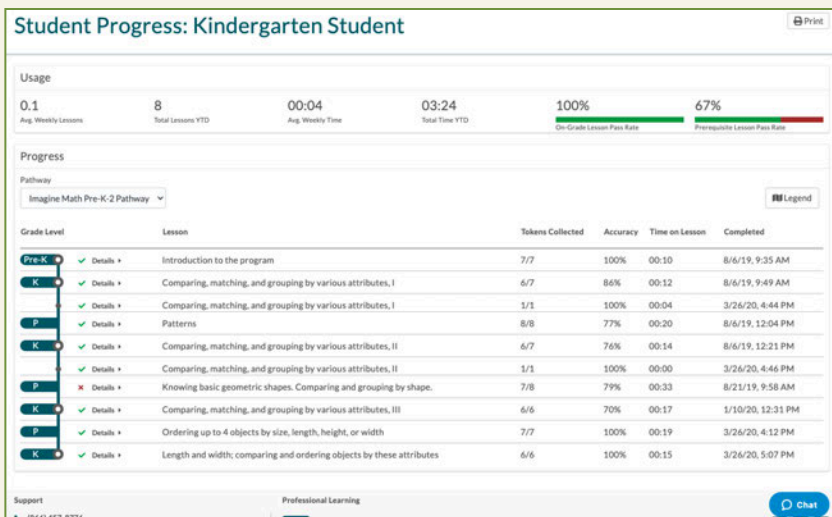 Student Progress: Kindergarten Student
Print
Usage
0.1 8 00:04 03:24 100% 67%
Avg. Weekly Lessons Total Lessons YTD Avg. Weekly Time Total Time YTD On-Grade Lesson Pass Rate Prerequisite Lesson Pass Rate
Progress
Pathway
Imagine Math Pre-K-2 Pathway Legend
Grade Level Lesson Tokens Collected Accuracy Time on Lesson Completed
Pre-K Details Introduction to the program 7/7 100% 00:10 8/6/19, 9:35 AM
K Details Comparing, matching, and grouping by various attributes, I 6/7 86% 00:12 8/6/19, 9:49 AM
Details Comparing, matching, and grouping by various attributes, I 1/1 100% 00:04 3/26/20, 4:44 PM
P Details Patterns 8/8 77% 00:20 8/6/19, 12:04 PM
K Details Comparing, matching, and grouping by various attributes, II 6/7 76% 00:14 8/6/19, 12:21 PM
Details Comparing, matching, and grouping by various attributes, II 1/1 100% 00:00 3/26/20, 4:46 PM
P Details Knowing basic geometric shapes. Comparing and grouping by shape. 7/8 79% 00:33 8/21/19, 9:58 AM
K Details Comparing, matching, and grouping by various attributes, III 6/6 70% 00:17 1/10/20, 12:31 PM
P Details Ordering up to 4 objects by size, length, height, or width 7/7 100% 00:19 3/26/20, 4:12 PM
K Details Length and width; comparing and ordering objects by these attributes 6/6 100% 00:15 3/26/20, 5:07 PM
Support Professional Learning
Chat